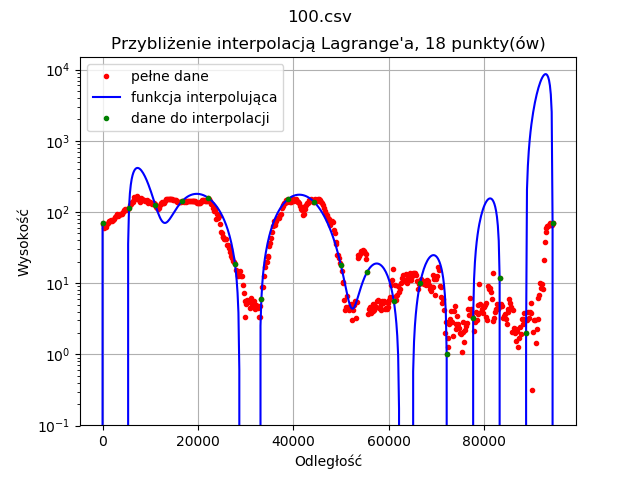 100.csv
Przybliżenie interpolacją Lagrange'a, 18 punkty(ów)
pełne dane
funkcja interpolująca
dane do interpolacji
10⁴
10³
10²
10¹
10⁰
10⁻¹
Wysokość
0 20000 40000 60000 80000
Odległość